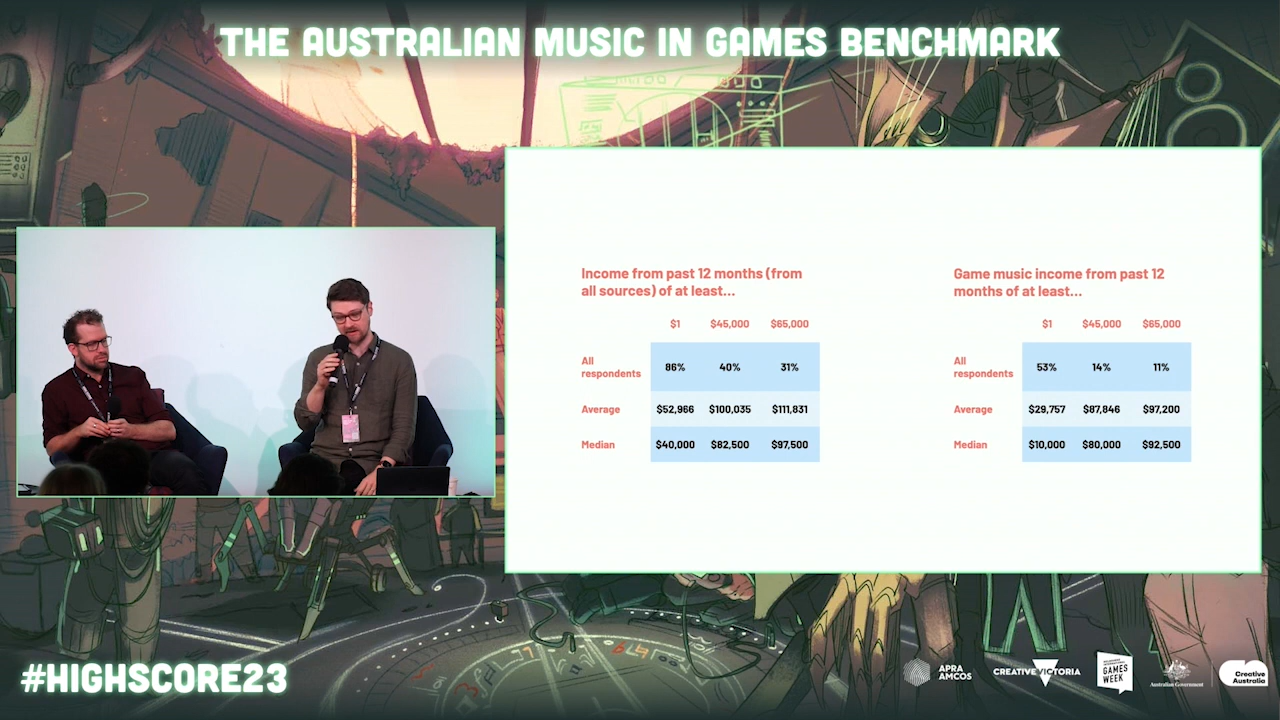 THE AUSTRALIAN MUSIC IN GAMES BENCHMARK
Income from past 12 months (from
all sources) of at least...
$1 $45,000 $65,000
All
respondents
86% 40% 31%
Average $52,966 $100,035 $111,831
Median $40,000 $82,500 $97,500
Game music income from past 12
months of at least...
$1 $45,000 $65,000
All
respondents
53% 14% 11%
Average $29,757 $87,846 $97,200
Median $10,000 $80,000 $92,500
#HIGHSCORE23
APRA
AMCOS
CREATIVE VICTORIA
GAMES
WEEK
Australian Government
Creative
Australia